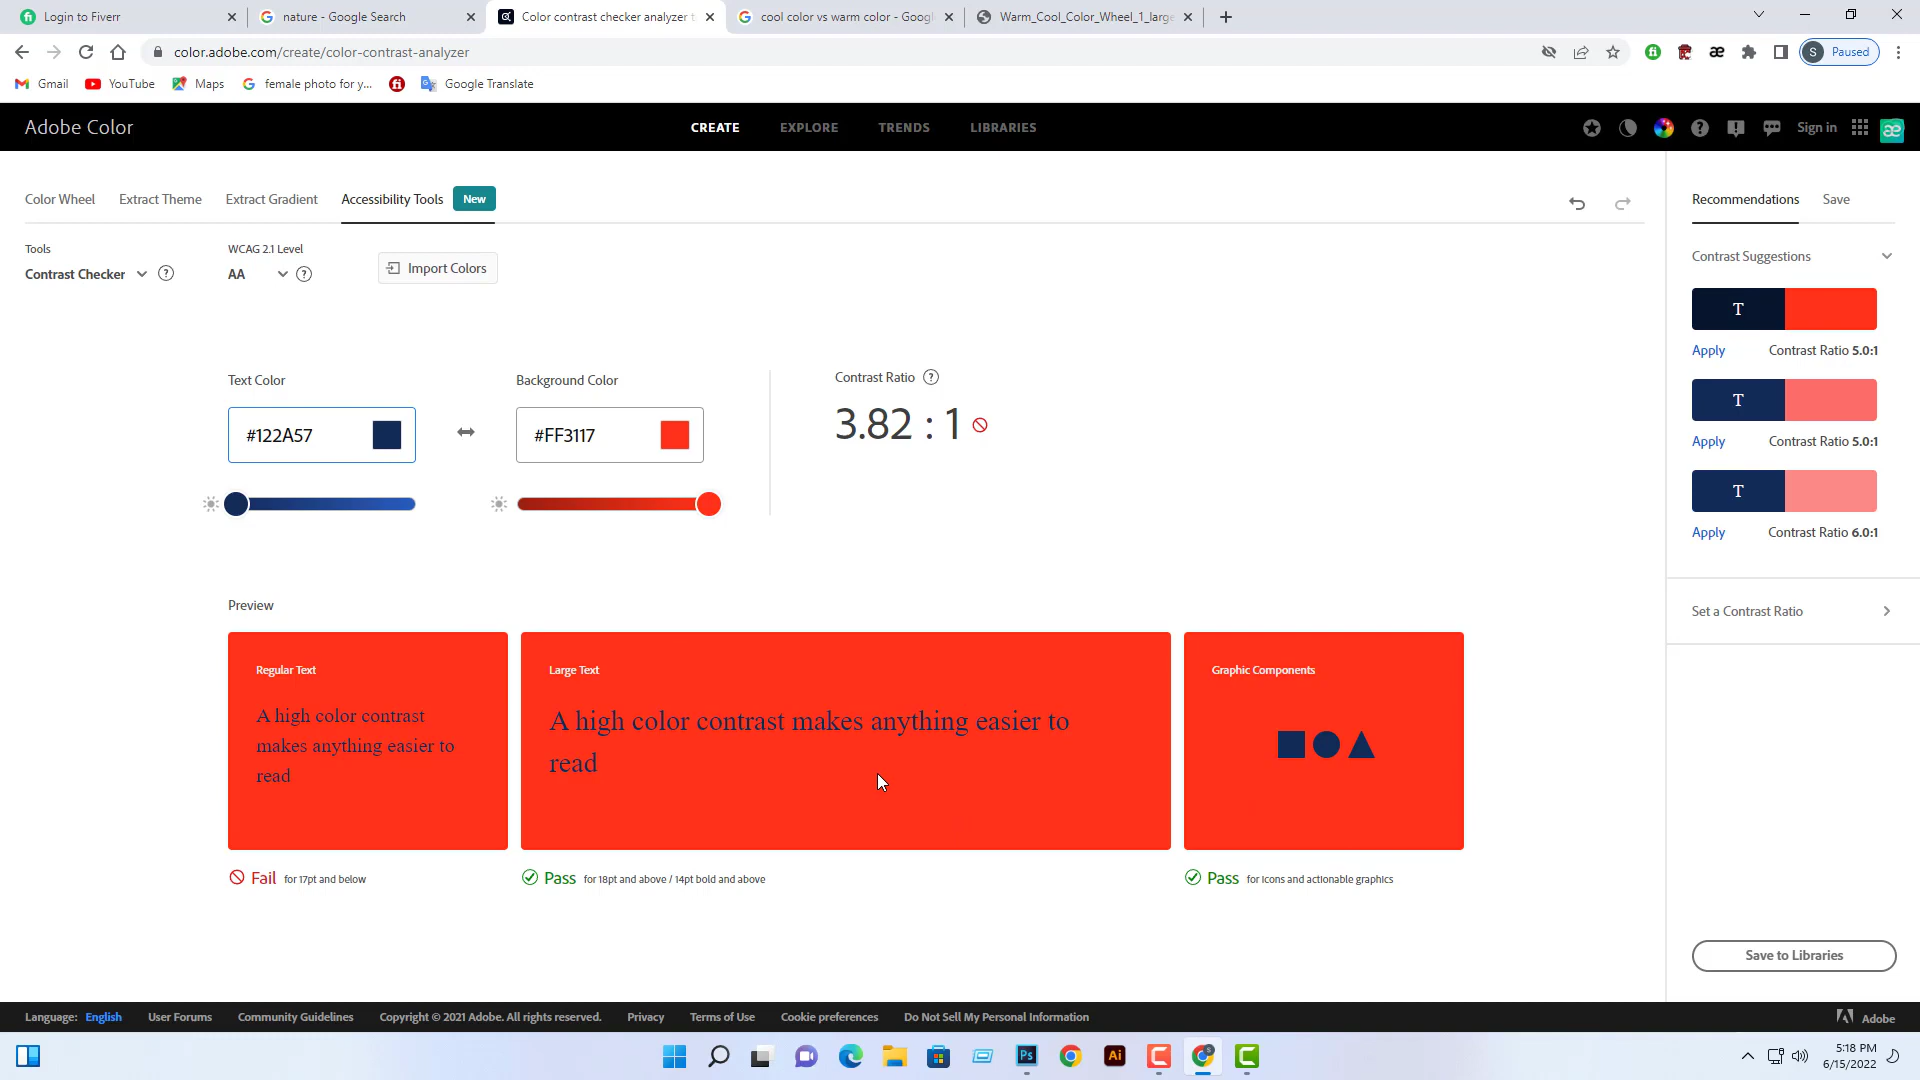 Login to Fiverr
nature - Google Search
Color contrast checker analyzer t
cool color vs warm color - Googl
Warm_Cool_Color_Wheel_1_large
color.adobe.com/create/color-contrast-analyzer
S Paused
Gmail
YouTube
Maps
female photo for y...
Google Translate
Adobe Color
CREATE
EXPLORE
TRENDS
LIBRARIES
Sign in
Color Wheel
Extract Theme
Extract Gradient
Accessibility Tools
New
Recommendations
Save
Tools
Contrast Checker
WCAG 2.1 Level
AA
Import Colors
Contrast Suggestions
T
Apply
Contrast Ratio 5.0:1
T
Apply
Contrast Ratio 5.0:1
T
Apply
Contrast Ratio 6.0:1
Text Color
#122A57
Background Color
#FF3117
Contrast Ratio
3.82 : 1
Set a Contrast Ratio
Preview
Regular Text
A high color contrast
makes anything easier to
read
Large Text
A high color contrast makes anything easier to
read
Graphic Components
Fail for 17pt and below
Pass for 18pt and above / 14pt bold and above
Pass for icons and actionable graphics
Save to Libraries
Language: English
User Forums
Community Guidelines
Copyright © 2021 Adobe. All rights reserved.
Privacy
Terms of Use
Cookie preferences
Do Not Sell My Personal Information
Adobe
Ps
Ai
5:18 PM
6/15/2022